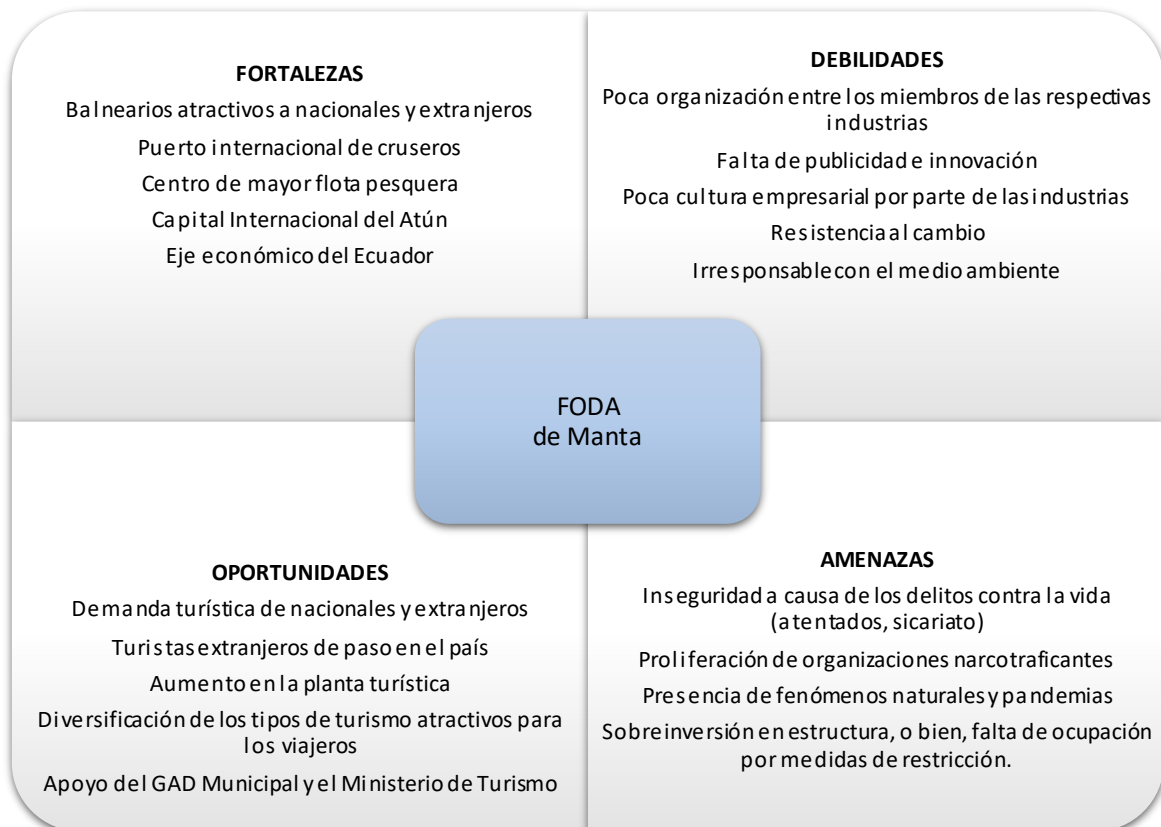 FORTALEZAS
Balnearios atractivos a nacionales y extranjeros
Puerto internacional de cruseros
Centro de mayor flota pesquera
Capital Internacional del Atún
Eje económico del Ecuador
DEBILIDADES
Poca organización entre los miembros de las respectivas
industrias
Falta de publicidad e innovación
Poca cultura empresarial por parte de las industrias
Resistencia al cambio
Irresponsable con el medio ambiente
FODA
de Manta
OPORTUNIDADES
Demanda turística de nacionales y extranjeros
Turistas extranjeros de paso en el país
Aumento en la planta turística
Diversificación de los tipos de turismo atractivos para
los viajeros
Apoyo del GAD Municipal y el Ministerio de Turismo
AMENAZAS
Inseguridad a causa de los delitos contra la vida
(atentados, sicariato)
Proliferación de organizaciones narcotraficantes
Presencia de fenómenos naturales y pandemias
Sobreinversión en estructura, o bien, falta de ocupación
por medidas de restricción.